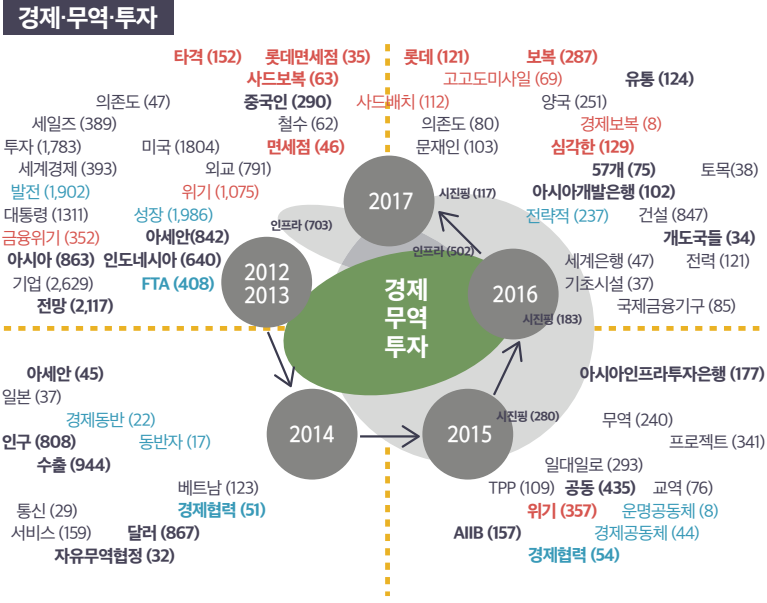 경제·무역·투자
타격 (152) 롯데면세점 (35) 롯데 (121) 보복 (287)
사드보복 (63) 고고도미사일 (69) 유통 (124)
의존도 (47) 중국인 (290) 사드배치 (112) 양국 (251)
세일즈 (389) 철수 (62) 의존도 (80) 경제보복 (8)
투자 (1,783) 미국 (1804) 면세점 (46) 문재인 (103) 심각한 (129)
세계경제 (393) 외교 (791) 57개 (75) 토목(38)
발전 (1,902) 위기 (1,075) 2017 시진핑 (117) 아시아개발은행 (102)
대통령 (1311) 성장 (1,986) 인프라 (703) 전략적 (237) 건설 (847)
금융위기 (352) 아세안(842) 인프라 (502) 개도국들 (34)
아시아 (863) 인도네시아 (640) 세계은행 (47) 전력 (121)
기업 (2,629) FTA (408) 2012 2016 기초시설 (37)
전망 (2,117) 2013 시진핑 (183) 국제금융기구 (85)
경제
무역
투자
아세안 (45) 아시아인프라투자은행 (177)
일본 (37)
경제동반 (22) 시진핑 (280) 무역 (240)
인구 (808) 동반자 (17) 2014 2015 프로젝트 (341)
수출 (944) 일대일로 (293)
베트남 (123) TPP (109) 공동 (435) 교역 (76)
통신 (29) 경제협력 (51) 위기 (357) 운명공동체 (8)
서비스 (159) 달러 (867) AIIB (157) 경제공동체 (44)
자유무역협정 (32) 경제협력 (54)